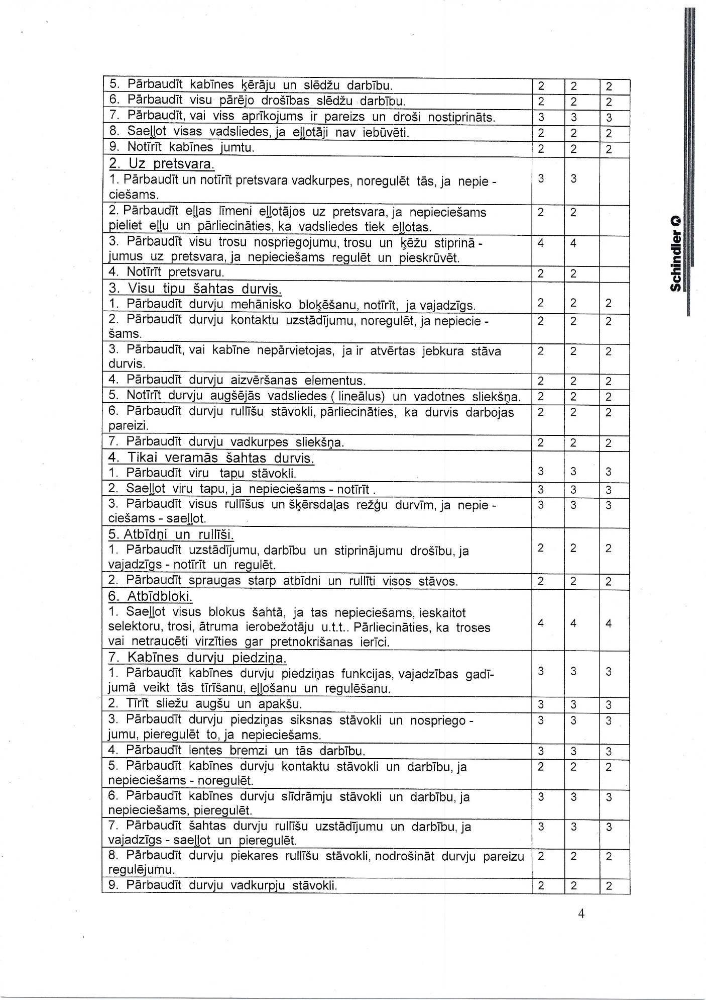 5. Pārbaudīt kabīnes ķērāju un slēdžu darbību. 2 2 2
6. Pārbaudīt visu pārējo drošības slēdžu darbību. 2 2 2
7. Pārbaudīt, vai viss aprīkojums ir pareizs un droši nostiprināts. 3 3 3
8. Saeļļot visas vadsliedes, ja eļļotāji nav iebūvēti. 2 2 2
9. Notīrīt kabīnes jumtu. 2 2 2
2. Uz pretsvara.
1. Pārbaudīt un notīrīt pretsvara vadkurpes, noregulēt tās, ja nepie - 3 3
ciešams.
2. Pārbaudīt eļļas līmeni eļļotājos uz pretsvara, ja nepieciešams 2 2
pieliet eļļu un pārliecināties, ka vadsliedes tiek eļļotas.
3. Pārbaudīt visu trosu nospriegojumu, trosu un ķēžu stiprinā - 4 4
jumus uz pretsvara, ja nepieciešams regulēt un pieskrūvēt.
4. Notīrīt pretsvaru. 2 2
3. Visu tipu šahtas durvis.
1. Pārbaudīt durvju mehānisko bloķēšanu, notīrīt, ja vajadzīgs. 2 2 2
2. Pārbaudīt durvju kontaktu uzstādījumu, noregulēt, ja nepiecie - 2 2 2
šams.
3. Pārbaudīt, vai kabīne nepārvietojas, ja ir atvērtas jebkura stāva 2 2 2
durvis.
4. Pārbaudīt durvju aizvēršanas elementus. 2 2 2
5. Notīrīt durvju augšējās vadsliedes ( lineālus) un vadotnes sliekšņa. 2 2 2
6. Pārbaudīt durvju rullīšu stāvokli, pārliecināties, ka durvis darbojas 2 2 2
pareizi.
7. Pārbaudīt durvju vadkurpes sliekšņa. 2 2 2
4. Tikai veramās šahtas durvis.
1. Pārbaudīt viru tapu stāvokli. 3 3 3
2. Saeļļot viru tapu, ja nepieciešams - notīrīt . 3 3 3
3. Pārbaudīt visus rullīšus un šķērsdaļas režģu durvīm, ja nepie - 3 3 3
ciešams - saeļļot.
5. Atbīdņi un rullīši.
1. Pārbaudīt uzstādījumu, darbību un stiprinājumu drošību, ja 2 2 2
vajadzīgs - notīrīt un regulēt.
2. Pārbaudīt spraugas starp atbīdni un rullīti visos stāvos. 2 2 2
6. Atbīdbloki.
1. Saeļļot visus blokus šahtā, ja tas nepieciešams, ieskaitot
selektoru, trosi, ātruma ierobežotāju u.t.t.. Pārliecināties, ka troses 4 4 4
vai netraucēti virzīties gar pretnokrišanas ierīci.
7. Kabīnes durvju piedziņa.
1. Pārbaudīt kabīnes durvju piedziņas funkcijas, vajadzības gadī- 3 3 3
jumā veikt tās tīrīšanu, eļļošanu un regulēšanu.
2. Tīrīt sliežu augšu un apakšu. 3 3 3
3. Pārbaudīt durvju piedziņas siksnas stāvokli un nospriego - 3 3 3
jumu, pieregulēt to, ja nepieciešams.
4. Pārbaudīt lentes bremzi un tās darbību. 3 3 3
5. Pārbaudīt kabīnes durvju kontaktu stāvokli un darbību, ja 2 2 2
nepieciešams - noregulēt.
6. Pārbaudīt kabīnes durvju slīdrāmju stāvokli un darbību, ja 3 3 3
nepieciešams, pieregulēt.
7. Pārbaudīt šahtas durvju rullīšu uzstādījumu un darbību, ja 3 3 3
vajadzīgs - saeļļot un pieregulēt.
8. Pārbaudīt durvju piekares rullīšu stāvokli, nodrošināt durvju pareizu 2 2 2
regulējumu.
9. Pārbaudīt durvju vadkurpju stāvokli. 2 2 2
4
Schindler